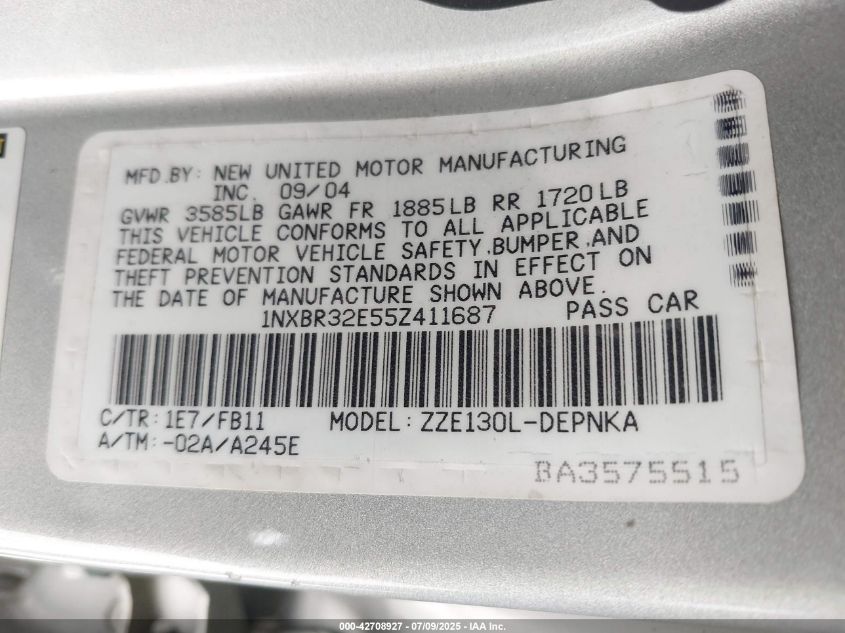 MFD.BY: NEW UNITED MOTOR MANUFACTURING
INC. 09/04
GVWR 3585LB GAWR FR 1885LB RR 1720LB
THIS VEHICLE CONFORMS TO ALL APPLICABLE
FEDERAL MOTOR VEHICLE SAFETY,BUMPER,AND
THEFT PREVENTION STANDARDS IN EFFECT ON
THE DATE OF MANUFACTURE SHOWN ABOVE.
1NXBR32E55Z411687 PASS CAR
C/TR: 1E7/FB11 MODEL: ZZE130L-DEPNKA
A/TM: -02A/A245E
BA3575515
000-42708927 - 07/09/2025 - IAA Inc.